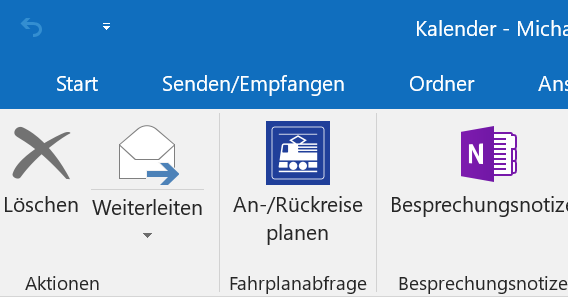 Kalender - Micha
Start Senden/Empfangen Ordner Ans
N
Löschen Weiterleiten An-/Rückreise planen Besprechungsnotize
Aktionen Fahrplanabfrage Besprechungsnotize